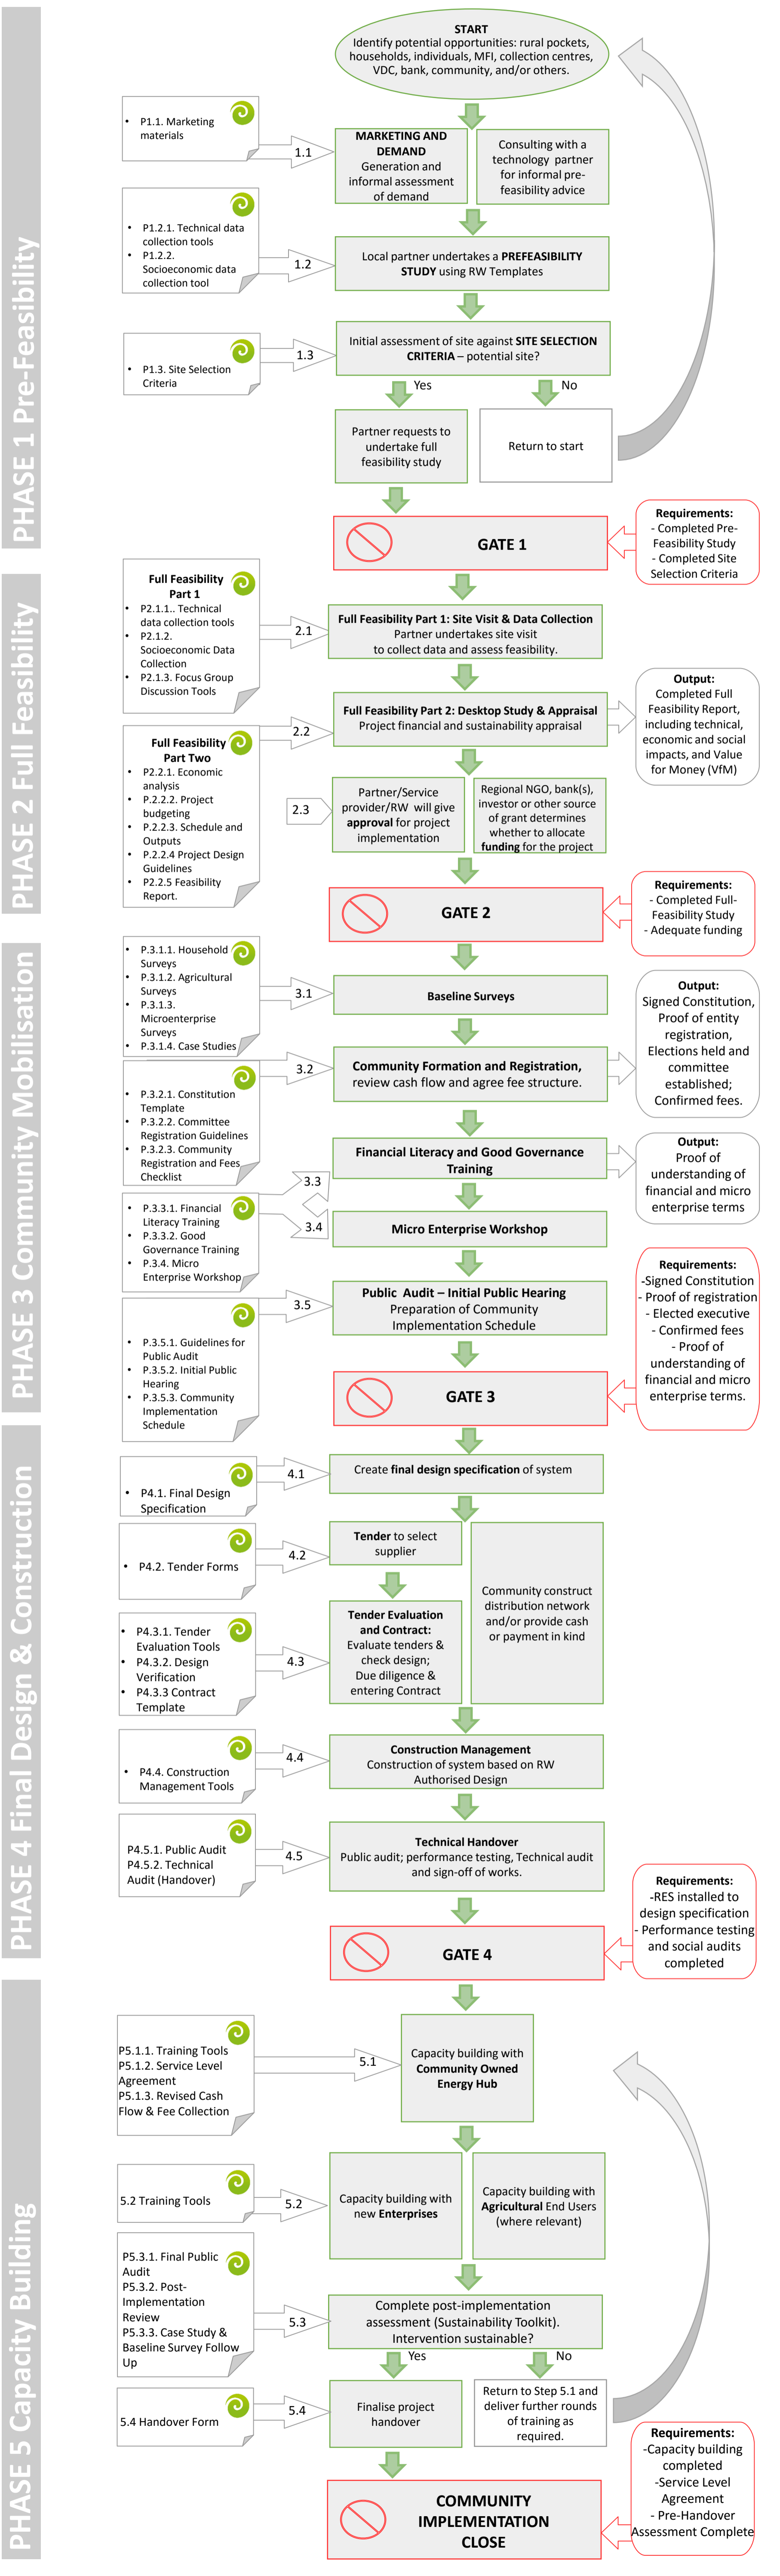 START
Identify potential opportunities: rural pockets,
households, individuals, MFI, collection centres,
VDC, bank, community, and/or others.
PHASE 1 Pre-Feasibility
• P1.1. Marketing
materials
1.1
MARKETING AND
DEMAND
Generation and
informal assessment
of demand
Consulting with a
technology partner
for informal pre-
feasibility advice
• P1.2.1. Technical data
collection tools
• P1.2.2.
Socioeconomic data
collection tool
1.2
Local partner undertakes a PREFEASIBILITY
STUDY using RW Templates
• P1.3. Site Selection
Criteria
1.3
Initial assessment of site against SITE SELECTION
CRITERIA – potential site?
Yes
No
Partner requests to
undertake full
feasibility study
Return to start
GATE 1
Requirements:
- Completed Pre-
Feasibility Study
- Completed Site
Selection Criteria
PHASE 2 Full Feasibility
Full Feasibility
Part 1
• P2.1.1.. Technical
data collection tools
• P2.1.2.
Socioeconomic Data
Collection
• P2.1.3. Focus Group
Discussion Tools
2.1
Full Feasibility Part 1: Site Visit & Data Collection
Partner undertakes site visit
to collect data and assess feasibility.
Full Feasibility
Part Two
• P2.2.1. Economic
analysis
• P.2.2.2. Project
budgeting
• P.2.2.3. Schedule and
Outputs
• P.2.2.4 Project Design
Guidelines
• P2.2.5 Feasibility
Report.
2.2
Full Feasibility Part 2: Desktop Study & Appraisal
Project financial and sustainability appraisal
Output:
Completed Full
Feasibility Report,
including technical,
economic and social
impacts, and Value
for Money (VfM)
2.3
Partner/Service
provider/RW will give
approval for project
implementation
Regional NGO, bank(s),
investor or other source
of grant determines
whether to allocate
funding for the project
GATE 2
Requirements:
- Completed Full-
Feasibility Study
- Adequate funding
PHASE 3 Community Mobilisation
• P.3.1.1. Household
Surveys
• P.3.1.2. Agricultural
Surveys
• P.3.1.3.
Microenterprise
Surveys
• P.3.1.4. Case Studies
3.1
Baseline Surveys
• P.3.2.1. Constitution
Template
• P.3.2.2. Committee
Registration Guidelines
• P.3.2.3. Community
Registration and Fees
Checklist
3.2
Community Formation and Registration,
review cash flow and agree fee structure.
Output:
Signed Constitution,
Proof of entity
registration,
Elections held and
committee
established;
Confirmed fees.
• P.3.3.1. Financial
Literacy Training
• P.3.3.2. Good
Governance Training
• P.3.4. Micro
Enterprise Workshop
3.3
3.4
Financial Literacy and Good Governance
Training
Output:
Proof of
understanding of
financial and micro
enterprise terms
Micro Enterprise Workshop
• P.3.5.1. Guidelines for
Public Audit
• P.3.5.2. Initial Public
Hearing
• P.3.5.3. Community
Implementation
Schedule
3.5
Public Audit – Initial Public Hearing
Preparation of Community
Implementation Schedule
GATE 3
Requirements:
-Signed Constitution
- Proof of registration
- Elected executive
- Confirmed fees
- Proof of
understanding of
financial and micro
enterprise terms.
PHASE 4 Final Design & Construction
• P4.1. Final Design
Specification
4.1
Create final design specification of system
• P4.2. Tender Forms
4.2
Tender to select
supplier
Community construct
distribution network
and/or provide cash
or payment in kind
• P4.3.1. Tender
Evaluation Tools
• P4.3.2. Design
Verification
• P4.3.3 Contract
Template
4.3
Tender Evaluation
and Contract:
Evaluate tenders &
check design;
Due diligence &
entering Contract
• P4.4. Construction
Management Tools
4.4
Construction Management
Construction of system based on RW
Authorised Design
P4.5.1. Public Audit
P4.5.2. Technical
Audit (Handover)
4.5
Technical Handover
Public audit; performance testing, Technical audit
and sign-off of works.
GATE 4
Requirements:
-RES installed to
design specification
- Performance testing
and social audits
completed
PHASE 5 Capacity Building
P5.1.1. Training Tools
P5.1.2. Service Level
Agreement
P5.1.3. Revised Cash
Flow & Fee Collection
5.1
Capacity building with
Community Owned
Energy Hub
5.2 Training Tools
5.2
Capacity building with
new Enterprises
Capacity building with
Agricultural End Users
(where relevant)
P5.3.1. Final Public
Audit
P5.3.2. Post-
Implementation
Review
P5.3.3. Case Study &
Baseline Survey Follow
Up
5.3
Complete post-implementation
assessment (Sustainability Toolkit).
Intervention sustainable?
Yes
No
5.4 Handover Form
5.4
Finalise project
handover
Return to Step 5.1 and
deliver further rounds
of training as
required.
COMMUNITY
IMPLEMENTATION
CLOSE
Requirements:
-Capacity building
completed
-Service Level
Agreement
- Pre-Handover
Assessment Complete